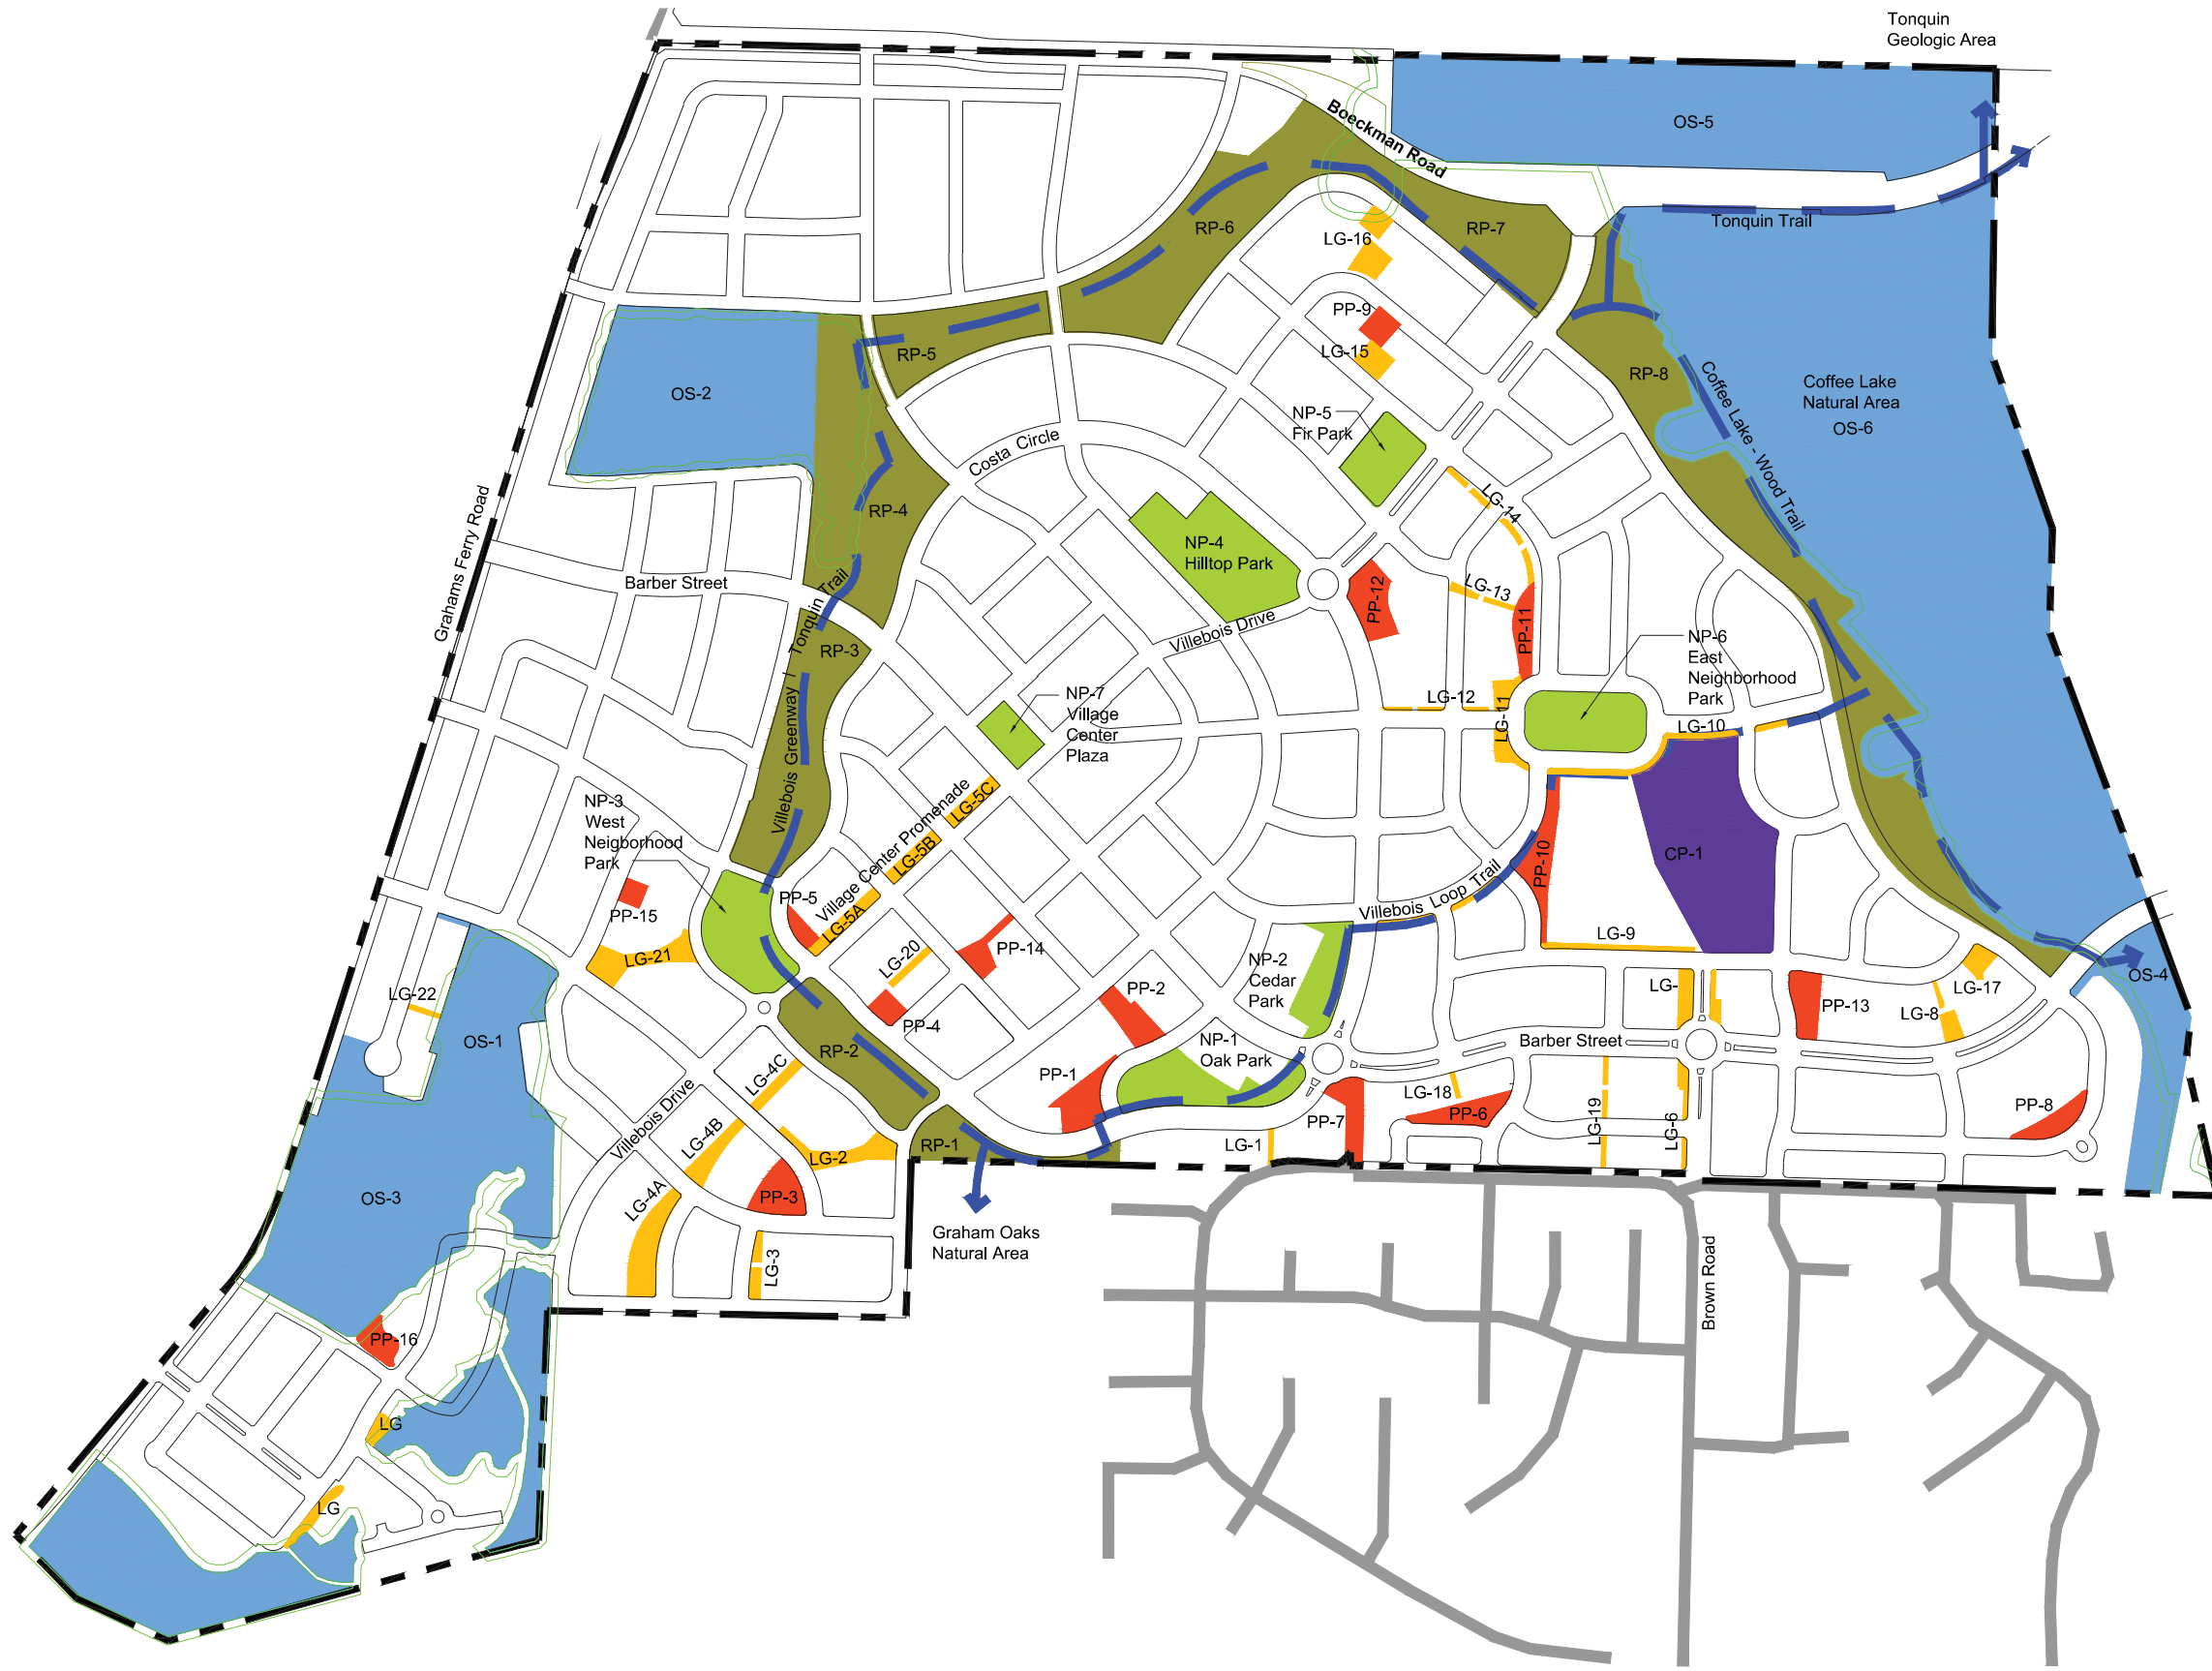 Tonquin
Geologic Area
OS-5
Boeckman Road
Tonquin Trail
RP-6
RP-7
LG-16
PP-9
LG-15
RP-5
RP-8
OS-2
Coffee Lake
Natural Area
OS-6
Coffee Lake - Wood Trail
NP-5
Fir Park
Costa Circle
RP-4
LG-14
NP-4
Hilltop Park
Grahams Ferry Road
Barber Street
PP-12
LG-13
PP-11
Villebois Drive
Villebois Greenway / Tonquin Trail
RP-3
NP-6
East
Neighborhood
Park
NP-7
Village
Center
Plaza
LG-12
LG-11
LG-10
NP-3
West
Neigborhood
Park
Village Center Promenade
LG-5C
LG-5B
LG-5A
CP-1
PP-10
PP-5
PP-15
Villebois Loop Trail
LG-9
LG-21
LG-20
PP-14
NP-2
Cedar
Park
OS-4
LG-22
PP-2
LG-
LG-17
PP-13
LG-8
PP-4
OS-1
RP-2
NP-1
Oak Park
Barber Street
LG-4C
PP-1
LG-18
PP-6
PP-7
PP-8
LG-19
LG-6
Villebois Drive
LG-4B
LG-2
RP-1
LG-1
OS-3
LG-4A
PP-3
Graham Oaks
Natural Area
LG-3
Brown Road
PP-16
LG
LG